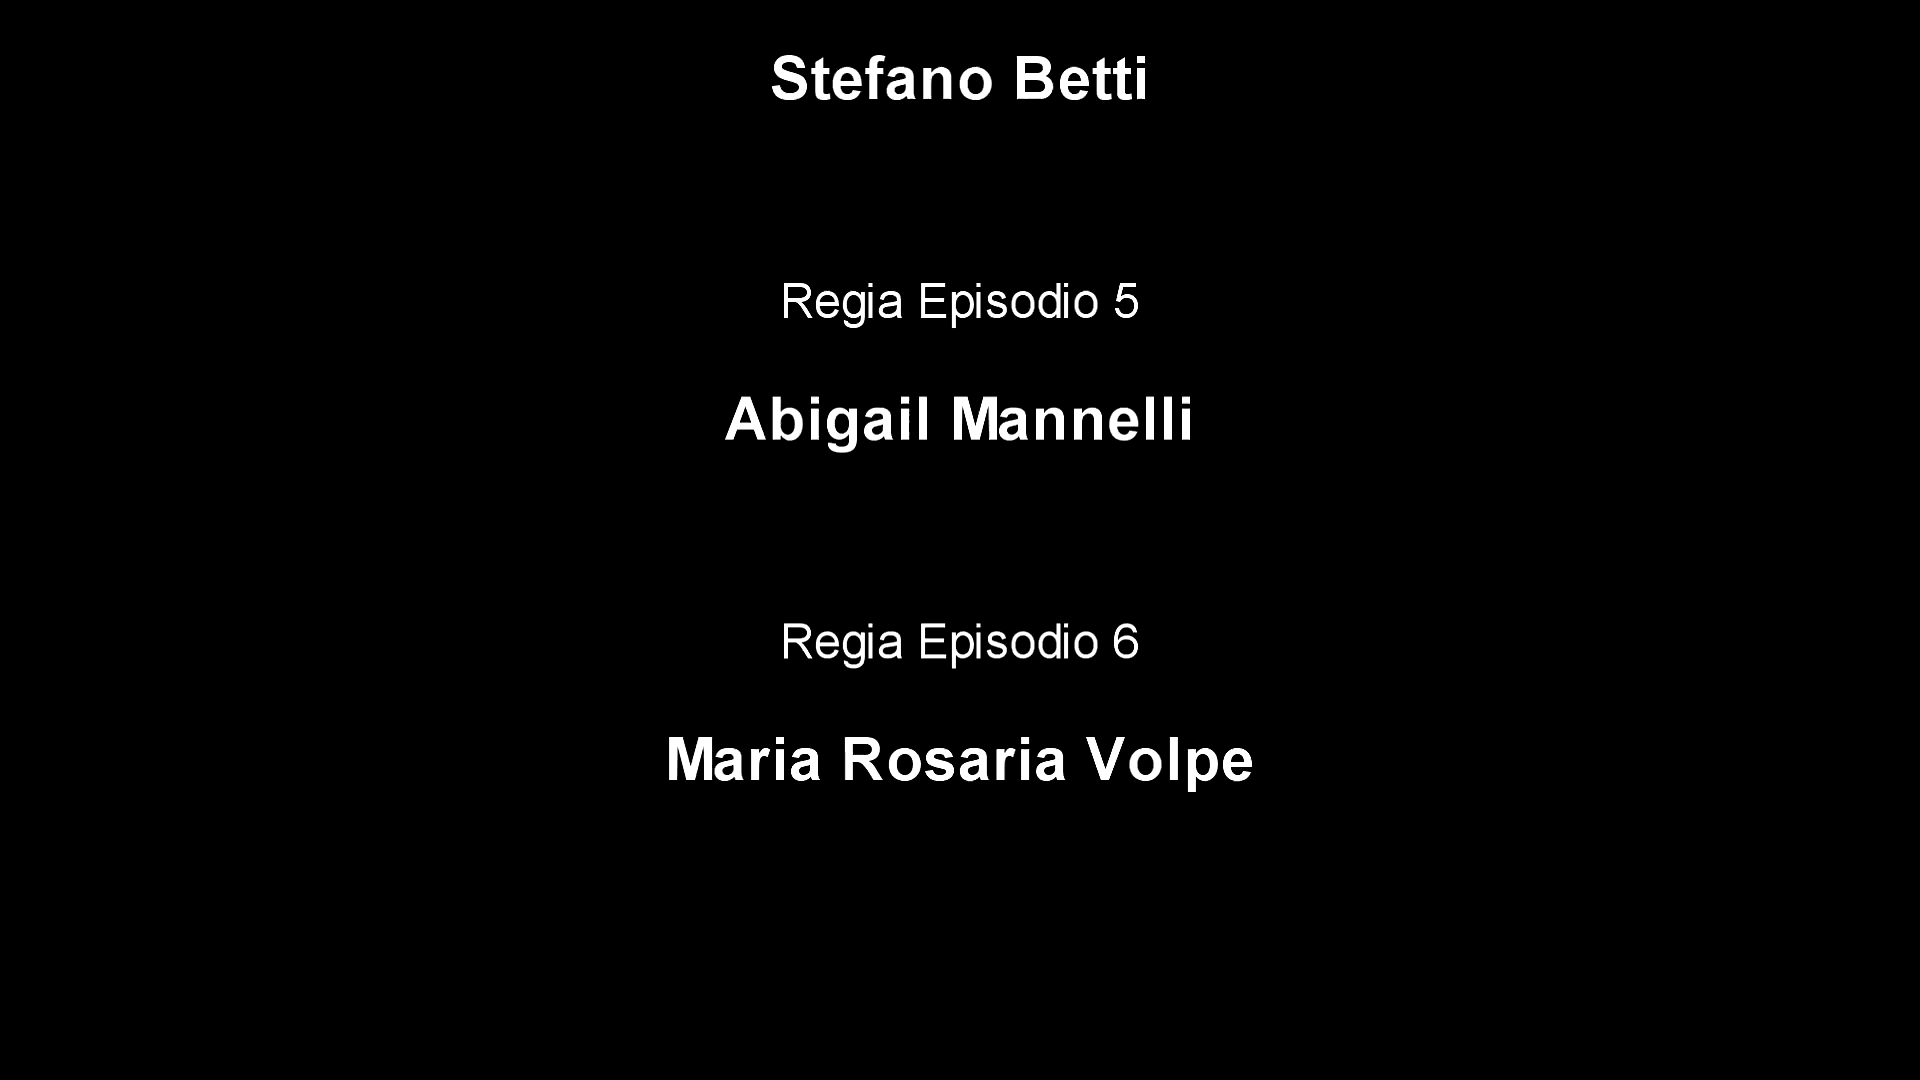 Stefano Betti
Regia Episodio 5
Abigail Mannelli
Regia Episodio 6
Maria Rosaria Volpe